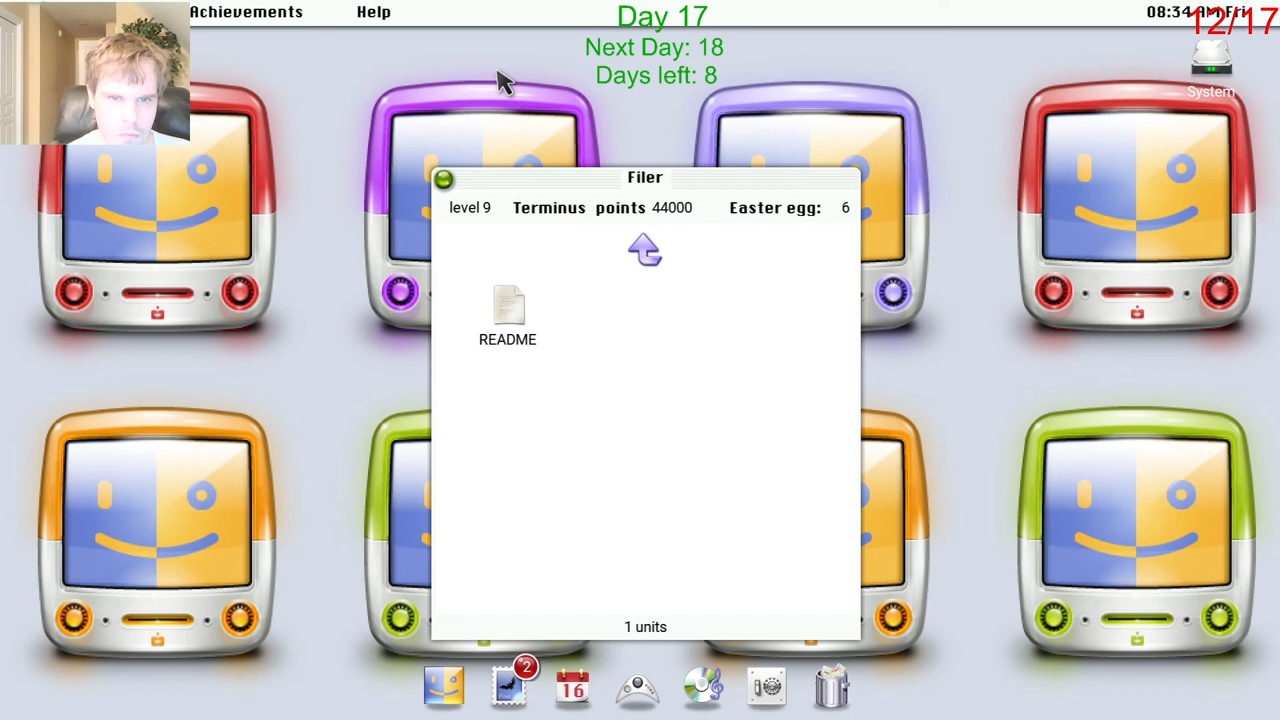 Achievements Help
08:34 AM Fri
12/17
Day 17
Next Day: 18
Days left: 8
System
Filer
level 9 Terminus points 44000 Easter egg: 6
README
1 units
2
16